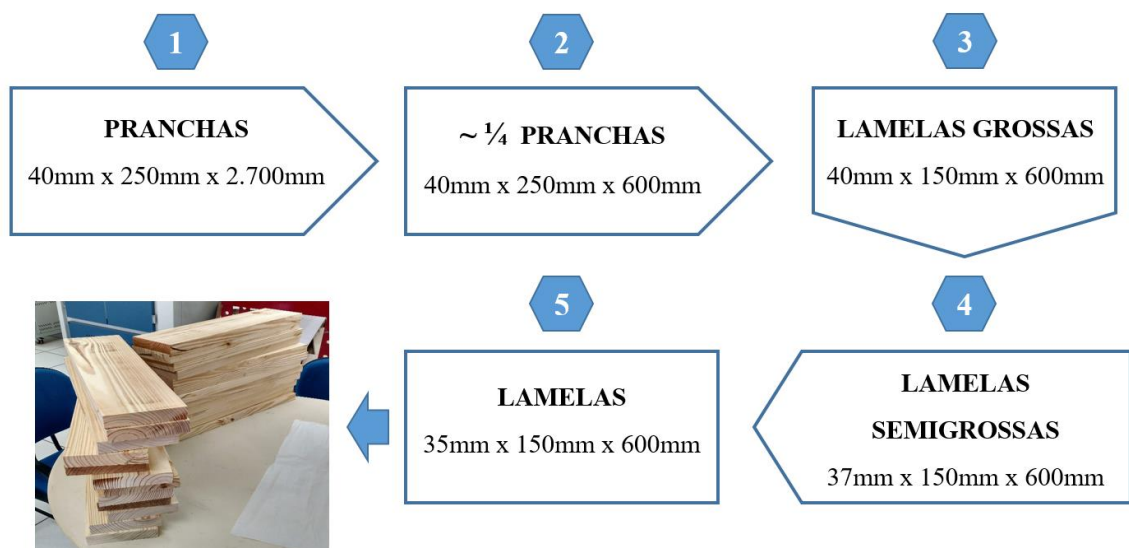 1
PRANCHAS
40mm x 250mm x 2.700mm
2
~ ¼ PRANCHAS
40mm x 250mm x 600mm
3
LAMELAS GROSSAS
40mm x 150mm x 600mm
4
LAMELAS
SEMIGROSSAS
37mm x 150mm x 600mm
5
LAMELAS
35mm x 150mm x 600mm